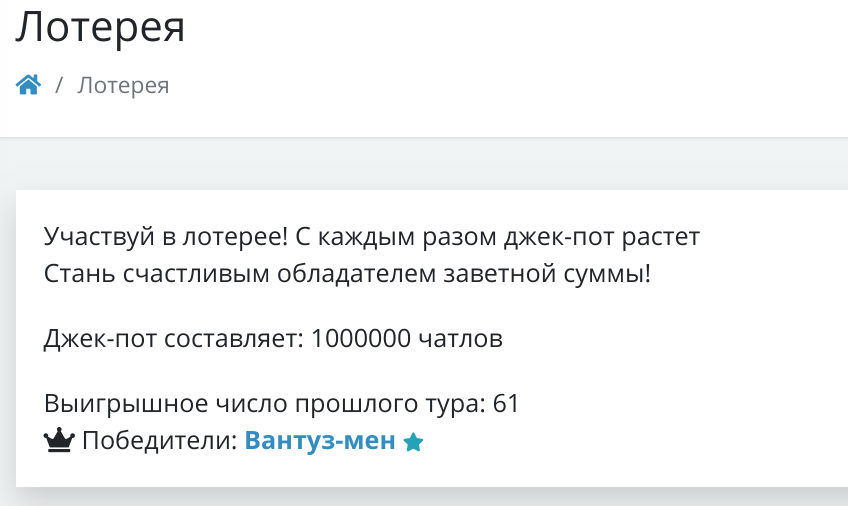 Лотерея
/ Лотерея
Участвуй в лотерее! С каждым разом джек-пот растет
Стань счастливым обладателем заветной суммы!
Джек-пот составляет: 1000000 чатлов
Выигрышное число прошлого тура: 61
Победители: Вантуз-мен